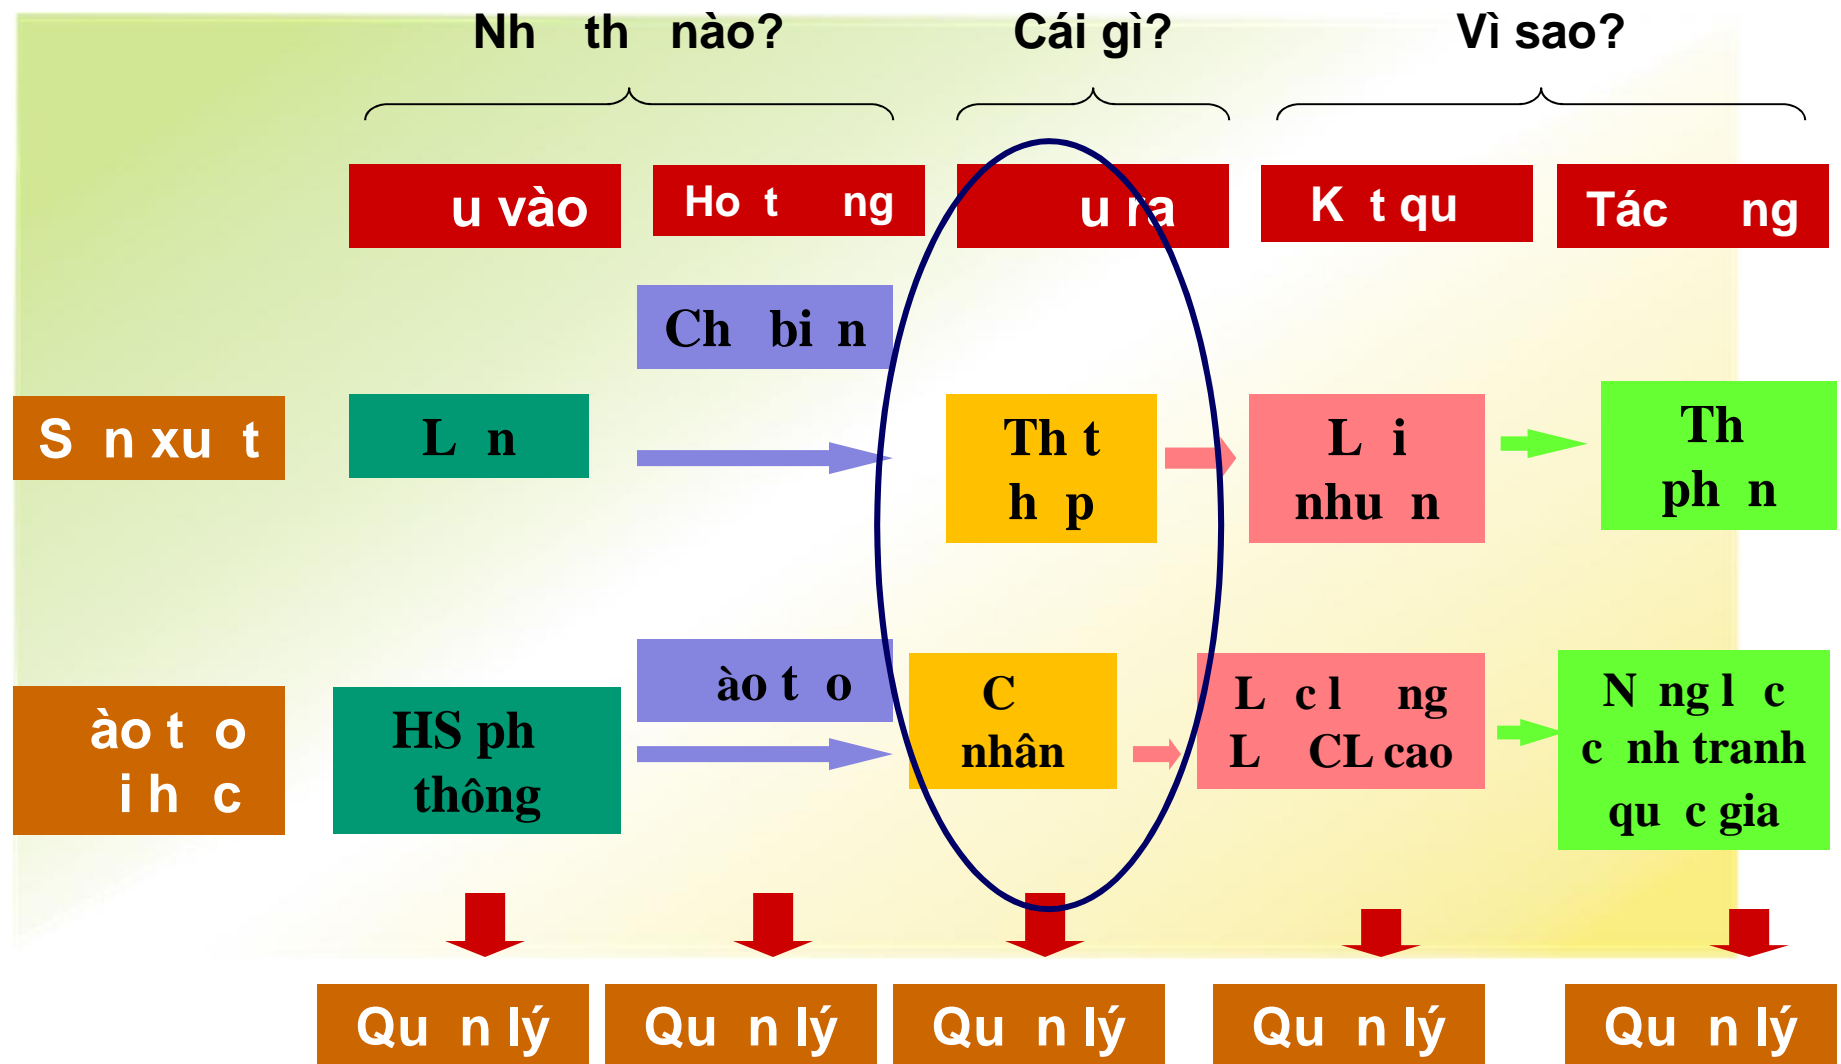 Nh th nào? Cái gì? Vì sao?
u vào Ho t ng u ra K t qu Tác ng
Ch bi n
S n xu t L n Th t L i Th
h p nhu n ph n
ào t o
ào t o HS ph C L c l ng N ng l c
i h c thông nhân L CL cao c nh tranh
qu c gia
Qu n lý Qu n lý Qu n lý Qu n lý Qu n lý